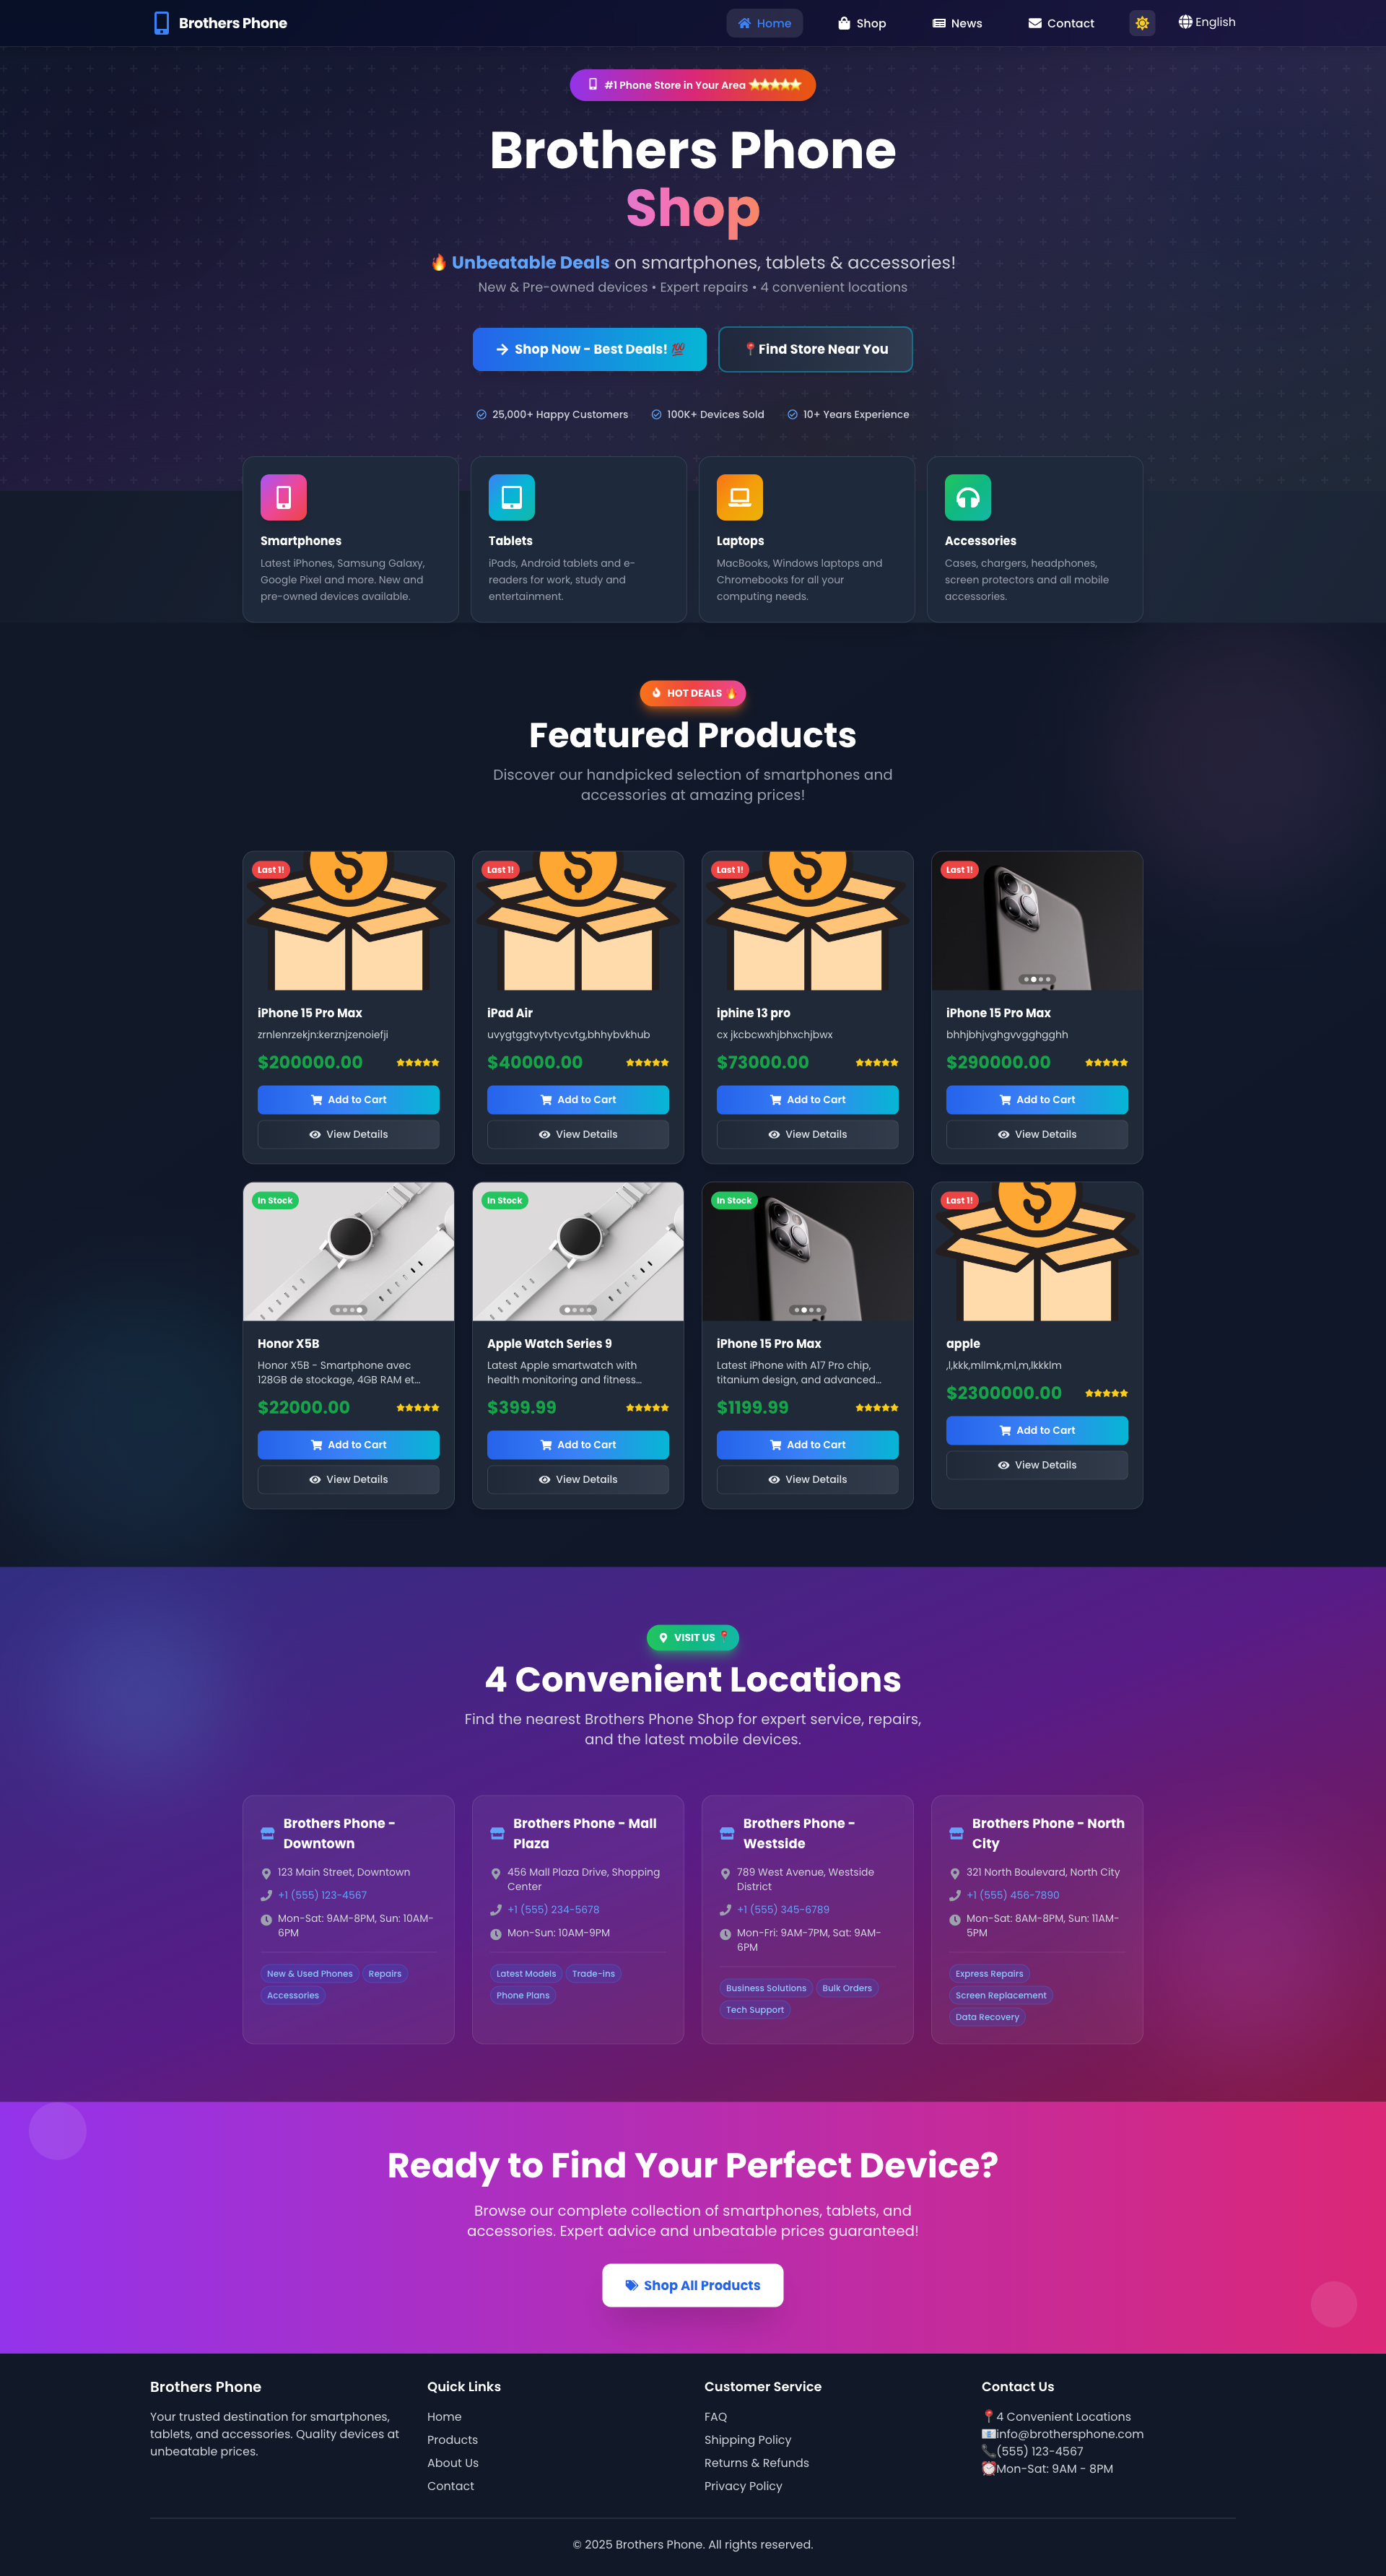 Brothers Phone
Home
Shop
News
Contact
English
#1 Phone Store in Your Area ⭐⭐⭐⭐⭐
Brothers Phone
Shop
🔥 Unbeatable Deals on smartphones, tablets & accessories!
New & Pre-owned devices • Expert repairs • 4 convenient locations
Shop Now - Best Deals! 💯
📍Find Store Near You
25,000+ Happy Customers
100K+ Devices Sold
10+ Years Experience
Smartphones
Latest iPhones, Samsung Galaxy,
Google Pixel and more. New and
pre-owned devices available.
Tablets
iPads, Android tablets and e-
readers for work, study and
entertainment.
Laptops
MacBooks, Windows laptops and
Chromebooks for all your
computing needs.
Accessories
Cases, chargers, headphones,
screen protectors and all mobile
accessories.
HOT DEALS 🔥
Featured Products
Discover our handpicked selection of smartphones and
accessories at amazing prices!
Last 1!
$
iPhone 15 Pro Max
zrnlenrzekjn:kerznjzenoiefji
$200000.00
Add to Cart
View Details
Last 1!
$
iPad Air
uvygtggtvytvtycvtg,bhhybvkhub
$40000.00
Add to Cart
View Details
Last 1!
$
iphine 13 pro
cx jkcbcwxhjbhxchjbwx
$73000.00
Add to Cart
View Details
Last 1!
iPhone 15 Pro Max
bhhjbhjvghgvvgghgghh
$290000.00
Add to Cart
View Details
In Stock
Honor X5B
Honor X5B - Smartphone avec
128GB de stockage, 4GB RAM et...
$22000.00
Add to Cart
View Details
In Stock
Apple Watch Series 9
Latest Apple smartwatch with
health monitoring and fitness...
$399.99
Add to Cart
View Details
In Stock
iPhone 15 Pro Max
Latest iPhone with A17 Pro chip,
titanium design, and advanced...
$1199.99
Add to Cart
View Details
Last 1!
$
apple
,l,kkk,mllmk,ml,m,lkkklm
$2300000.00
Add to Cart
View Details
VISIT US 📍
4 Convenient Locations
Find the nearest Brothers Phone Shop for expert service, repairs,
and the latest mobile devices.
Brothers Phone -
Downtown
123 Main Street, Downtown
+1 (555) 123-4567
Mon-Sat: 9AM-8PM, Sun: 10AM-
6PM
New & Used Phones
Repairs
Accessories
Brothers Phone - Mall
Plaza
456 Mall Plaza Drive, Shopping
Center
+1 (555) 234-5678
Mon-Sun: 10AM-9PM
Latest Models
Trade-ins
Phone Plans
Brothers Phone -
Westside
789 West Avenue, Westside
District
+1 (555) 345-6789
Mon-Fri: 9AM-7PM, Sat: 9AM-
6PM
Business Solutions
Bulk Orders
Tech Support
Brothers Phone - North
City
321 North Boulevard, North City
+1 (555) 456-7890
Mon-Sat: 8AM-8PM, Sun: 11AM-
5PM
Express Repairs
Screen Replacement
Data Recovery
Ready to Find Your Perfect Device?
Browse our complete collection of smartphones, tablets, and
accessories. Expert advice and unbeatable prices guaranteed!
Shop All Products
Brothers Phone
Your trusted destination for smartphones,
tablets, and accessories. Quality devices at
unbeatable prices.
Quick Links
Home
Products
About Us
Contact
Customer Service
FAQ
Shipping Policy
Returns & Refunds
Privacy Policy
Contact Us
📍4 Convenient Locations
📧info@brothersphone.com
📞(555) 123-4567
⏰Mon-Sat: 9AM - 8PM
© 2025 Brothers Phone. All rights reserved.